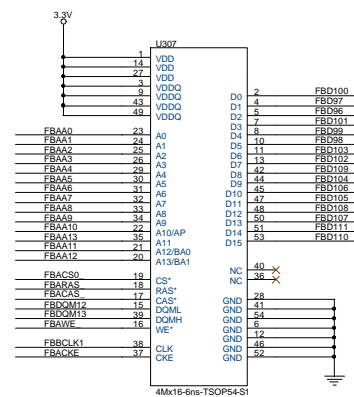 3.3V
U307
1 VDD
14 VDD
27 VDD
3 VDDQ
9 VDDQ
43 VDDQ
49 VDDQ
FBAA0 23 A0
FBAA1 24 A1
FBAA2 25 A2
FBAA3 26 A3
FBAA4 29 A4
FBAA5 30 A5
FBAA6 31 A6
FBAA7 32 A7
FBAA8 33 A8
FBAA9 34 A9
FBAA10 22 A10/AP
FBAA13 35 A11
FBAA11 21 A12/BA0
FBAA12 20 A13/BA1
FBACS0_ 19 CS*
FBARAS_ 18 RAS*
FBACAS_ 17 CAS*
FBDQM12 15 DQML
FBDQM13 39 DQMH
FBAWE_ 16 WE*
FBBCLK1 38 CLK
FBACKE 37 CKE
D0 2 FBD100
D1 4 FBD97
D2 5 FBD96
D3 7 FBD101
D4 8 FBD99
D5 10 FBD98
D6 11 FBD103
D7 13 FBD102
D8 42 FBD109
D9 44 FBD104
D10 45 FBD106
D11 47 FBD105
D12 48 FBD108
D13 50 FBD107
D14 51 FBD111
D15 53 FBD110
NC 40
NC 36
GND 28
GND 41
GND 54
GND 6
GND 12
GND 46
GND 52
4Mx16-6ns-TSOP54-S1